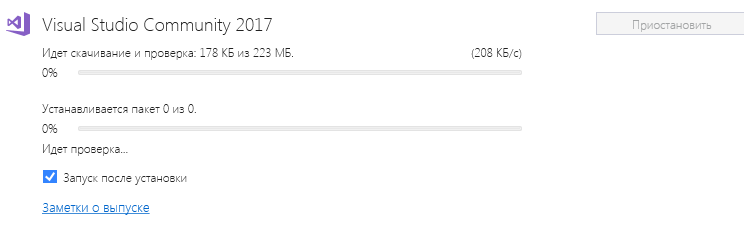 Visual Studio Community 2017
Приостановить
Идет скачивание и проверка: 178 КБ из 223 МБ. (208 КБ/с)
0%
Устанавливается пакет 0 из 0.
0%
Идет проверка...
Запуск после установки
Заметки о выпуске